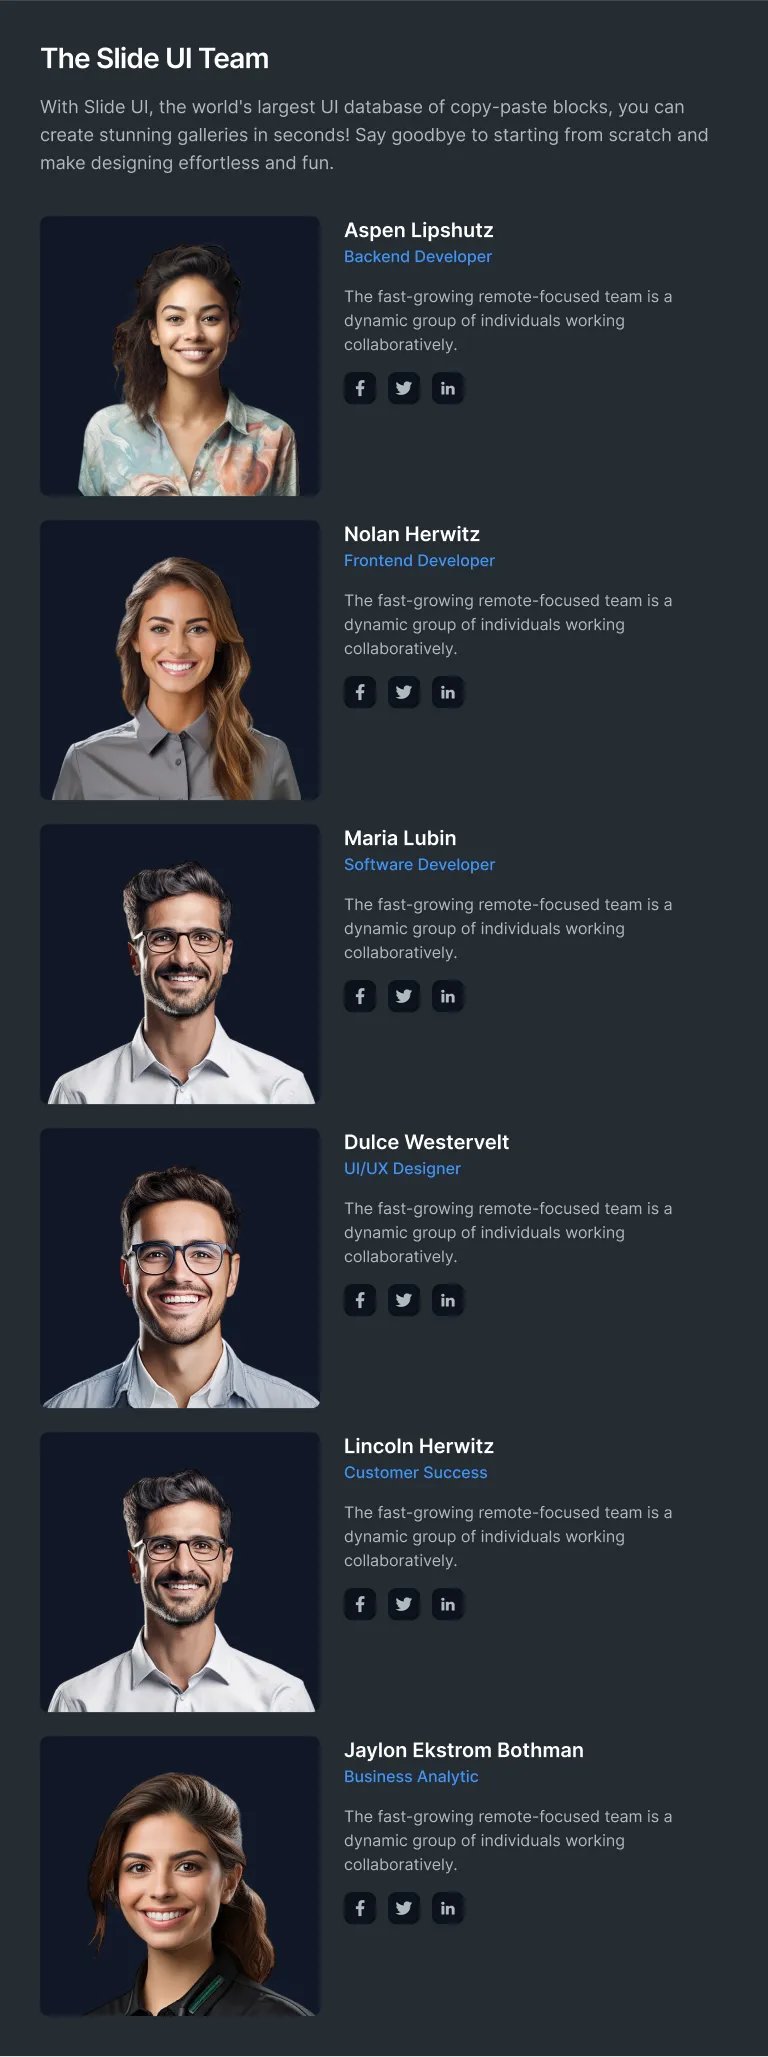 The Slide UI Team
With Slide UI, the world's largest UI database of copy-paste blocks, you can
create stunning galleries in seconds! Say goodbye to starting from scratch and
make designing effortless and fun.
Aspen Lipshutz
Backend Developer
The fast-growing remote-focused team is a
dynamic group of individuals working
collaboratively.
Nolan Herwitz
Frontend Developer
The fast-growing remote-focused team is a
dynamic group of individuals working
collaboratively.
Maria Lubin
Software Developer
The fast-growing remote-focused team is a
dynamic group of individuals working
collaboratively.
Dulce Westervelt
UI/UX Designer
The fast-growing remote-focused team is a
dynamic group of individuals working
collaboratively.
Lincoln Herwitz
Customer Success
The fast-growing remote-focused team is a
dynamic group of individuals working
collaboratively.
Jaylon Ekstrom Bothman
Business Analytic
The fast-growing remote-focused team is a
dynamic group of individuals working
collaboratively.